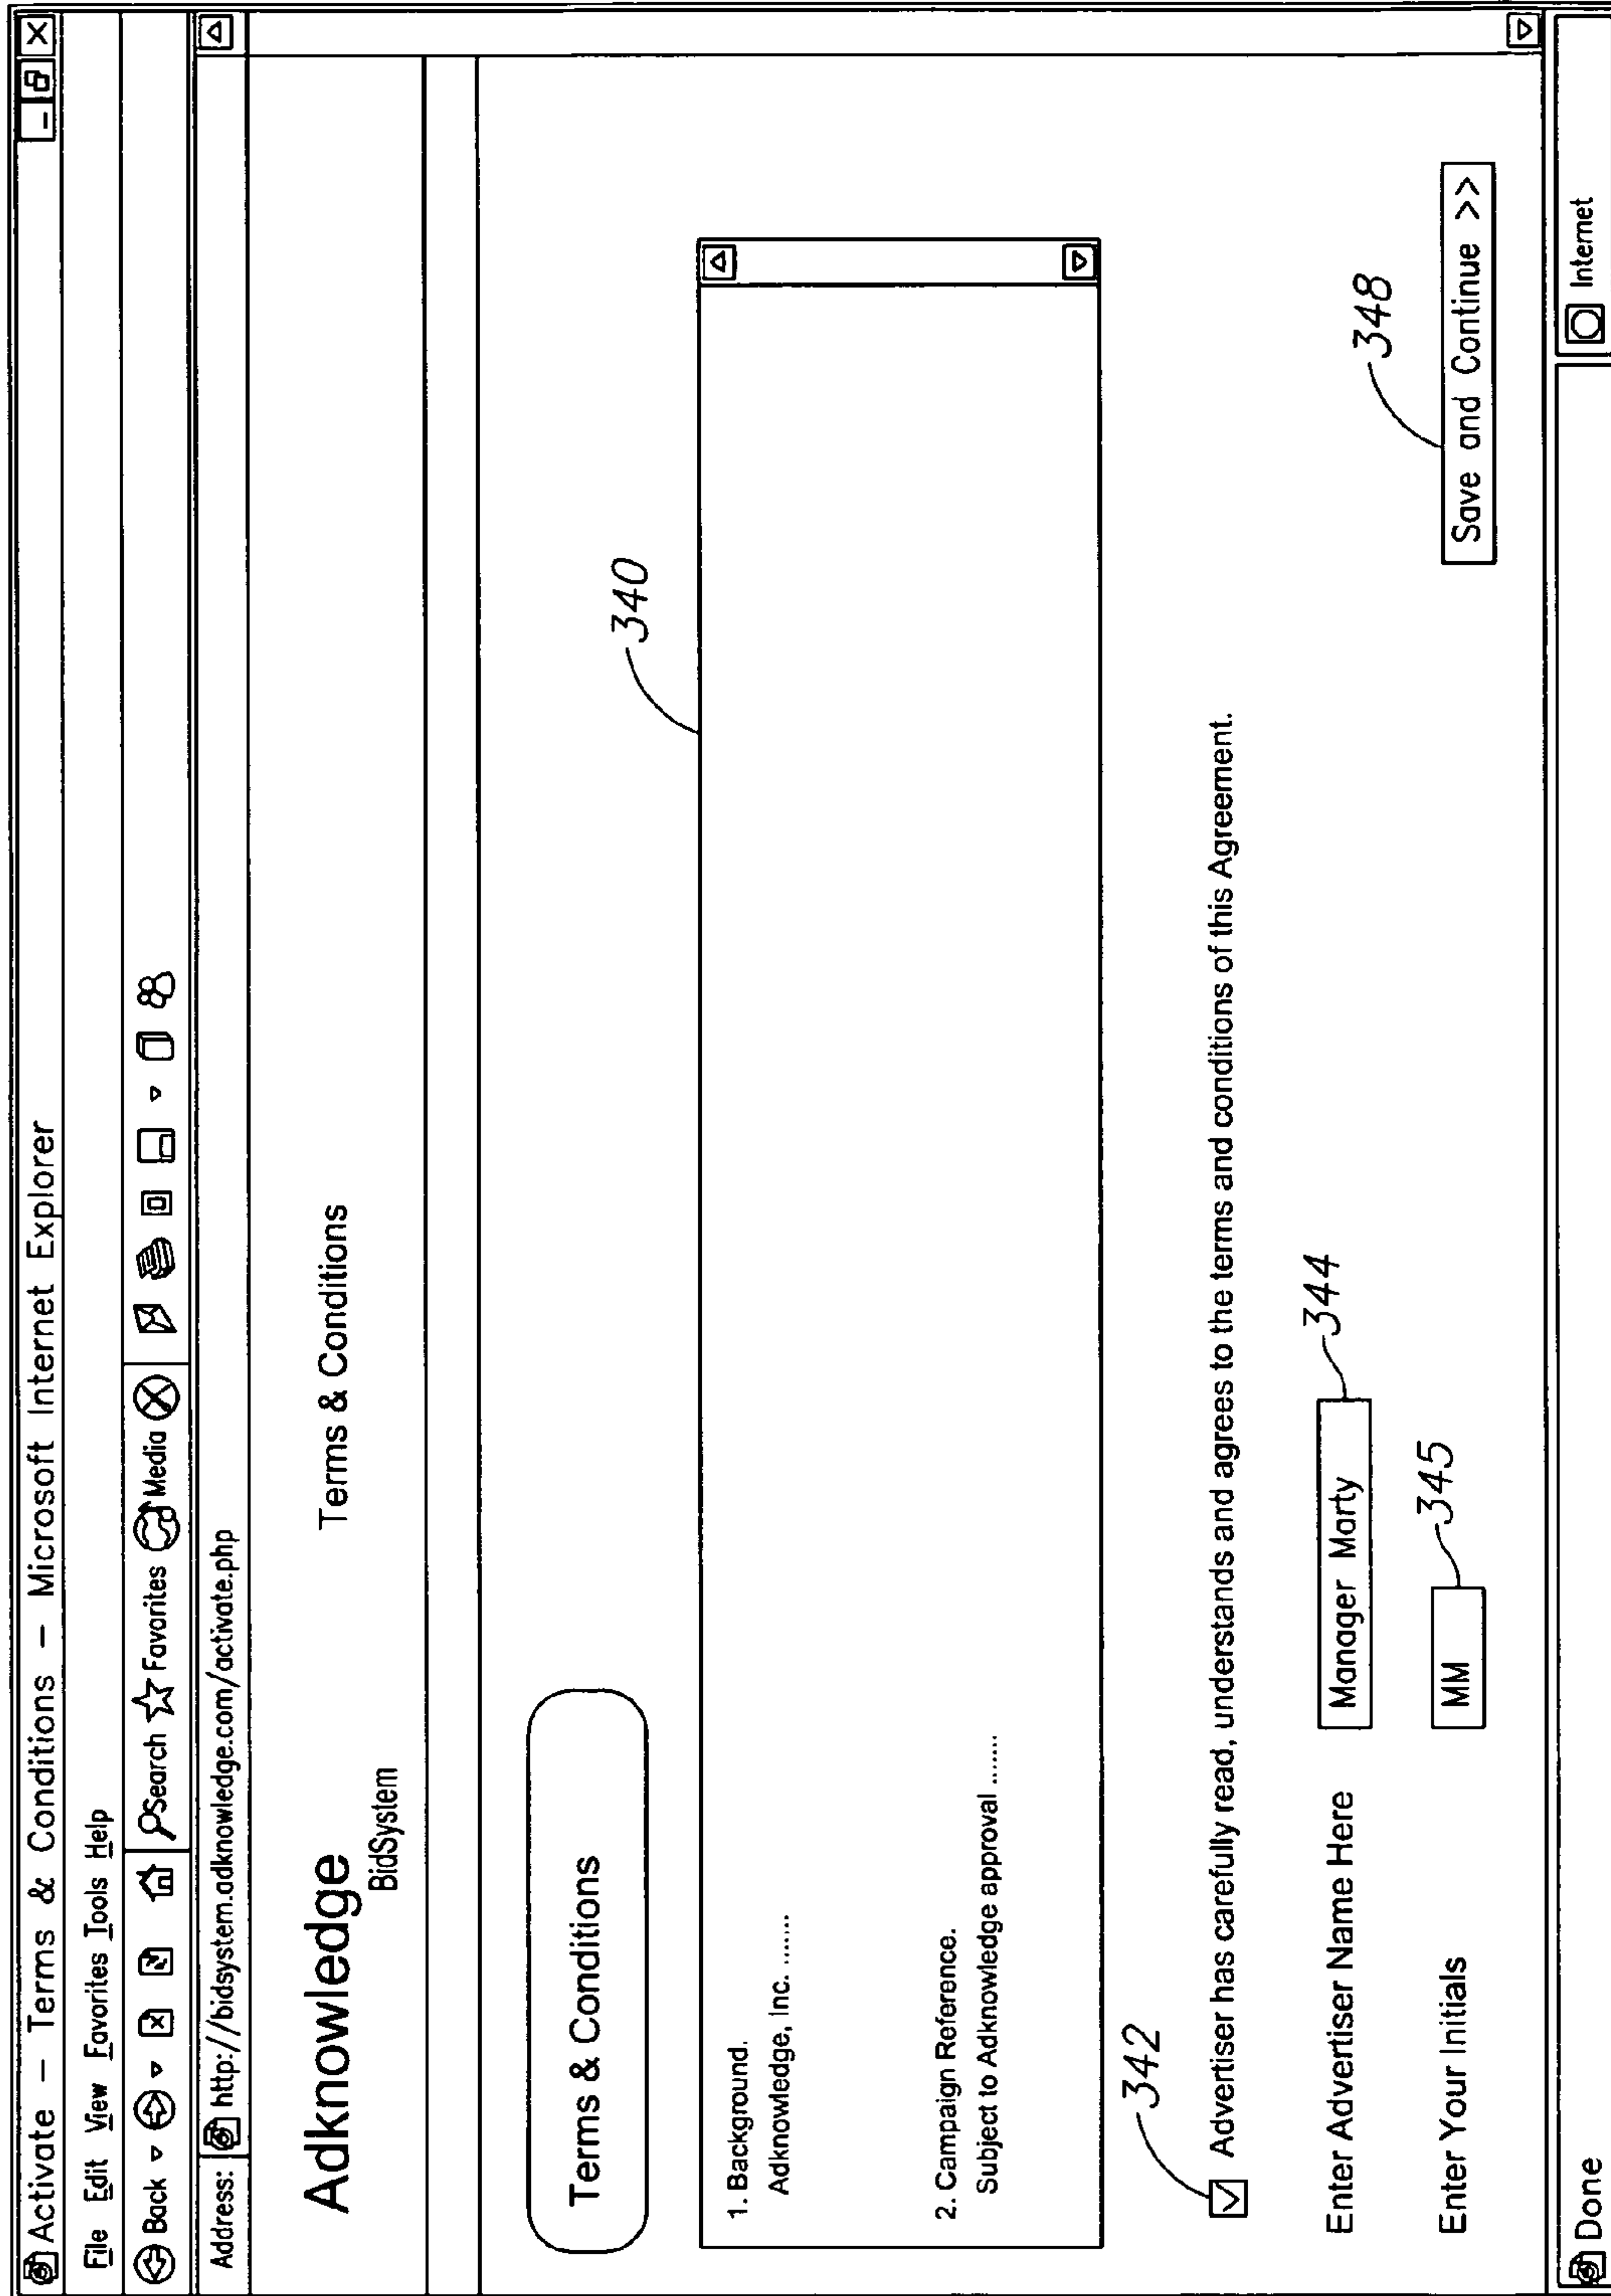 Activate – Terms & Conditions – Microsoft Internet Explorer
File Edit View Favorites Tools Help
Back Search Favorites Media
Address: http://bidsystem.adknowledge.com/activate.php
Adknowledge Terms & Conditions
BidSystem
Terms & Conditions
340
1. Background.
Adknowledge, Inc. .......
2. Campaign Reference.
Subject to Adknowledge approval .......
342
Advertiser has carefully read, understands and agrees to the terms and conditions of this Agreement.
Enter Advertiser Name Here Manager Marty 344
Enter Your Initials MM 345
348
Save and Continue >>
Done Internet